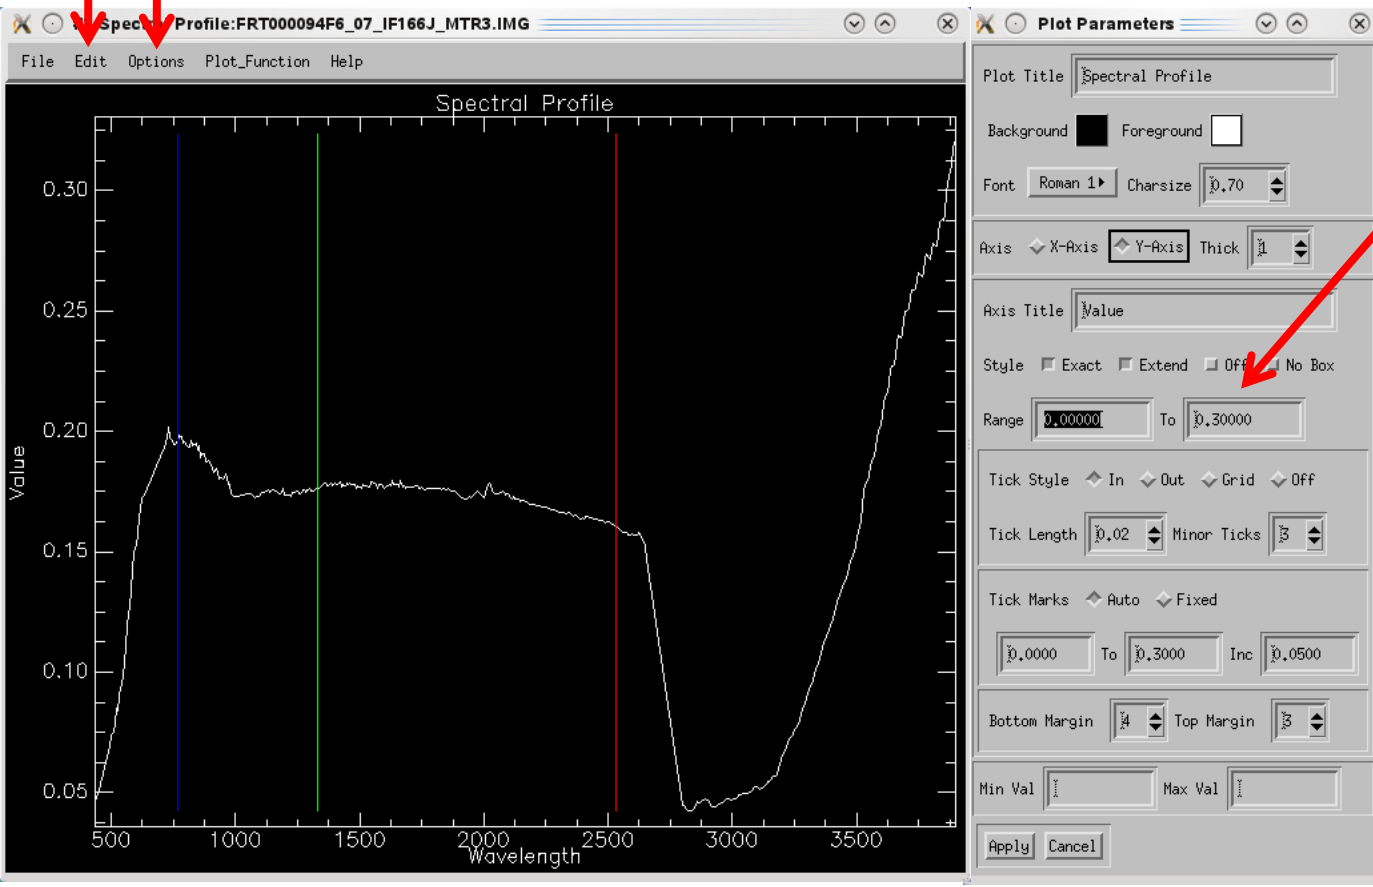 Spectral Profile:FRT000094F6_07_IF166J_MTR3.IMG
File Edit Options Plot_Function Help
Spectral Profile
0.30
0.25
0.20
0.15
0.10
0.05
Value
500 1000 1500 2000 2500 3000 3500
Wavelength
Plot Parameters
Plot Title Spectral Profile
Background Foreground
Font Roman 1 Charsize 0.70
Axis X-Axis Y-Axis Thick 1
Axis Title Value
Style Exact Extend Off No Box
Range 0.00000 To 0.30000
Tick Style In Out Grid Off
Tick Length 0.02 Minor Ticks 3
Tick Marks Auto Fixed
0.0000 To 0.3000 Inc 0.0500
Bottom Margin 4 Top Margin 3
Min Val Max Val
Apply Cancel